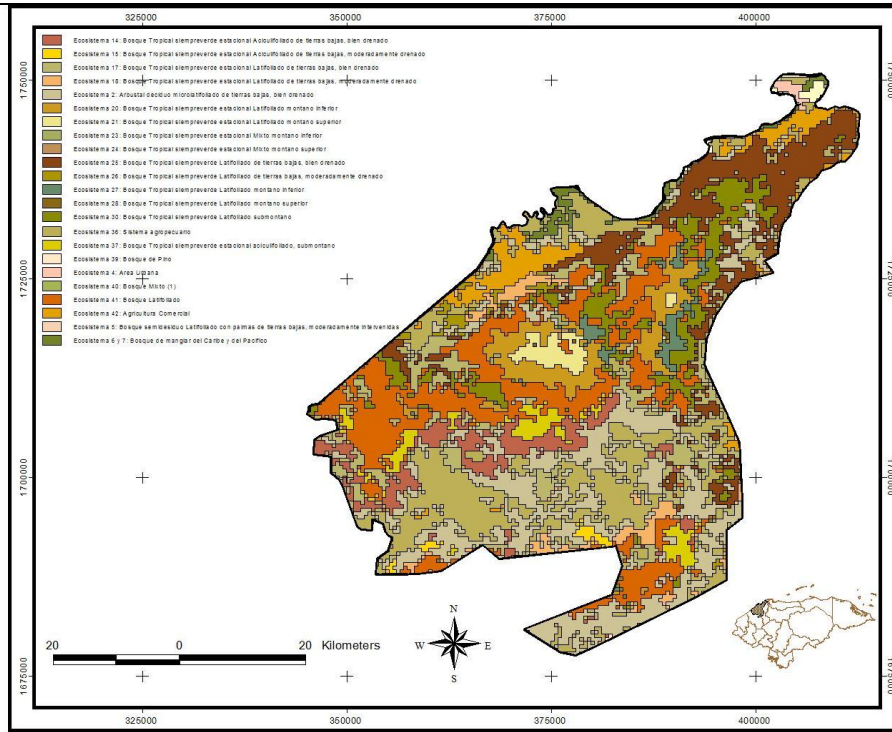 325000 350000 375000 400000
Ecosistema 14: Bosque Tropical siempreverde estacional Aciculifoliado de tierras bajas, bien drenado
Ecosistema 15: Bosque Tropical siempreverde estacional Aciculifoliado de tierras bajas, moderadamente drenado
Ecosistema 17: Bosque Tropical siempreverde estacional Latifoliado de tierras bajas, bien drenado
Ecosistema 18: Bosque Tropical siempreverde estacional Latifoliado de tierras bajas, moderadamente drenado
Ecosistema 2: Arbustal deciduo microlatifoliado de tierras bajas, bien drenado
Ecosistema 20: Bosque Tropical siempreverde estacional Latifoliado montano inferior
Ecosistema 21: Bosque Tropical siempreverde estacional Latifoliado montano superior
Ecosistema 23: Bosque Tropical siempreverde estacional Mixto montano inferior
Ecosistema 24: Bosque Tropical siempreverde estacional Mixto montano superior
Ecosistema 25: Bosque Tropical siempreverde Latifoliado de tierras bajas, bien drenado
Ecosistema 26: Bosque Tropical siempreverde Latifoliado de tierras bajas, moderadamente drenado
Ecosistema 27: Bosque Tropical siempreverde Latifoliado montano inferior
Ecosistema 28: Bosque Tropical siempreverde Latifoliado montano superior
Ecosistema 30: Bosque Tropical siempreverde Latifoliado submontano
Ecosistema 36: Sistema agropecuario
Ecosistema 37: Bosque Tropical siempreverde estacional aciculifoliado, submontano
Ecosistema 39: Bosque de Pino
Ecosistema 4: Area Urbana
Ecosistema 40: Bosque Mixto (1)
Ecosistema 41: Bosque Latifoliado
Ecosistema 42: Agricultura Comercial
Ecosistema 5: Bosque semideciduo Latifoliado con palmas de tierras bajas, moderadamente intervenidas
Ecosistema 6 y 7: Bosque de manglar del Caribe y del Pacifico
1750000
1750000
1725000
1725000
1700000
1700000
1675000
1675000
20 0 20 Kilometers
N
W E
S
325000 350000 375000 400000